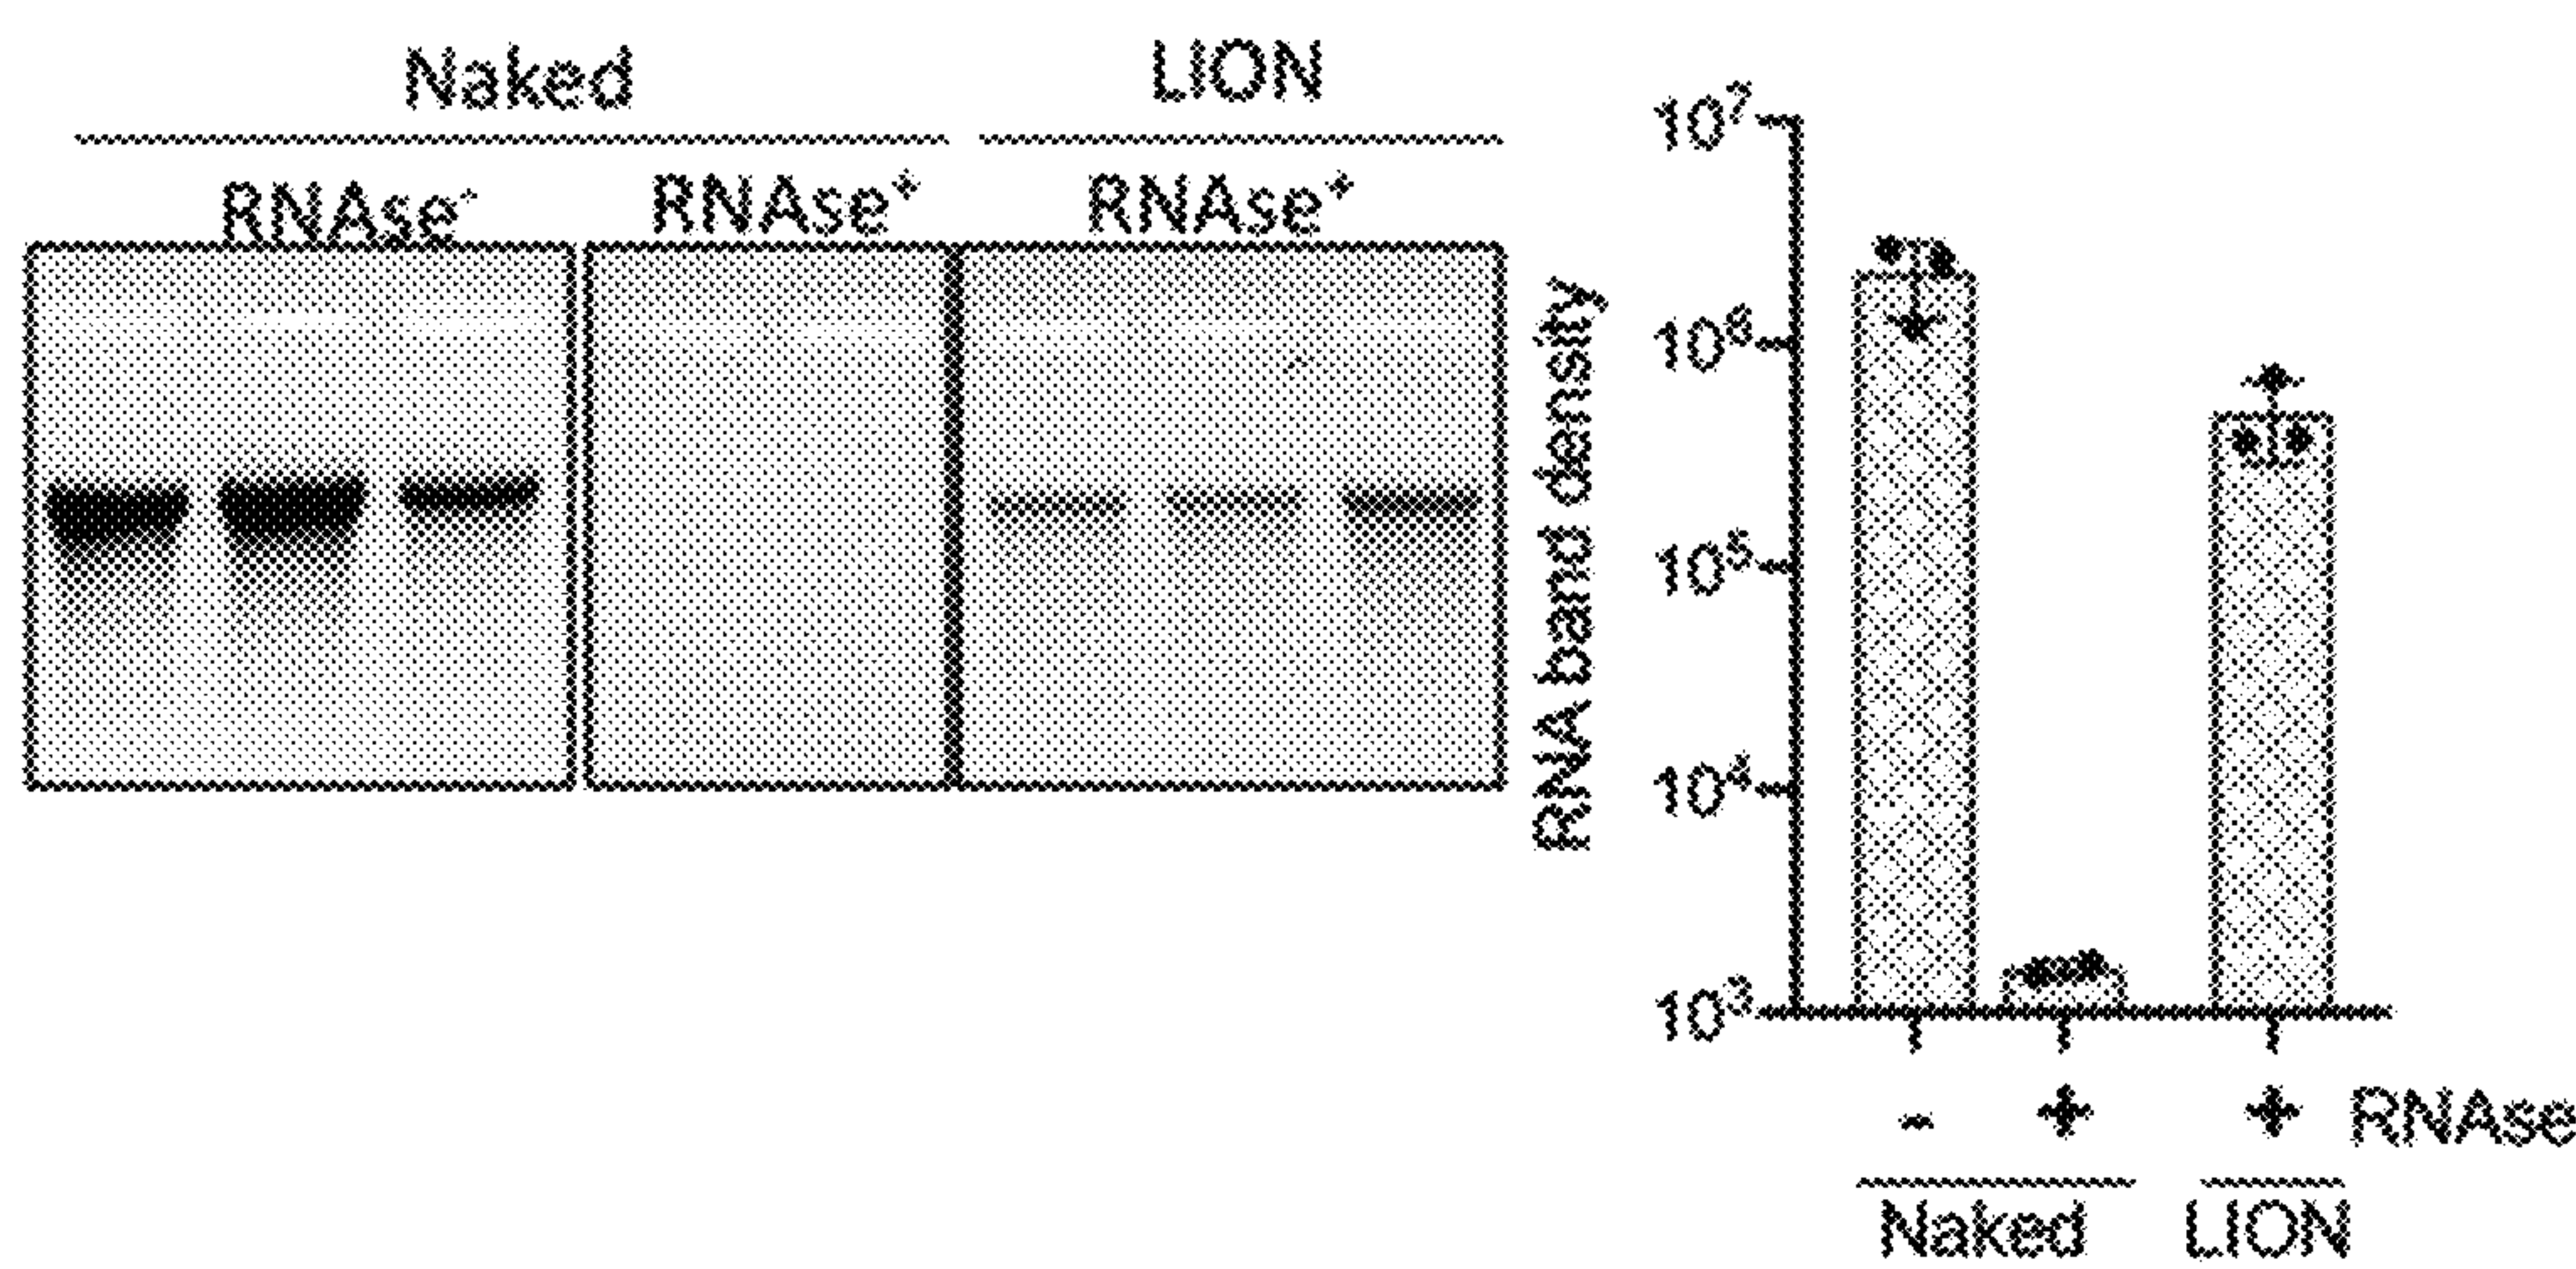 Naked LION
RNAse⁻ RNAse⁺ RNAse⁺
RNA band density
10⁷
10⁶
10⁵
10⁴
10³
- + + RNAse
Naked LION